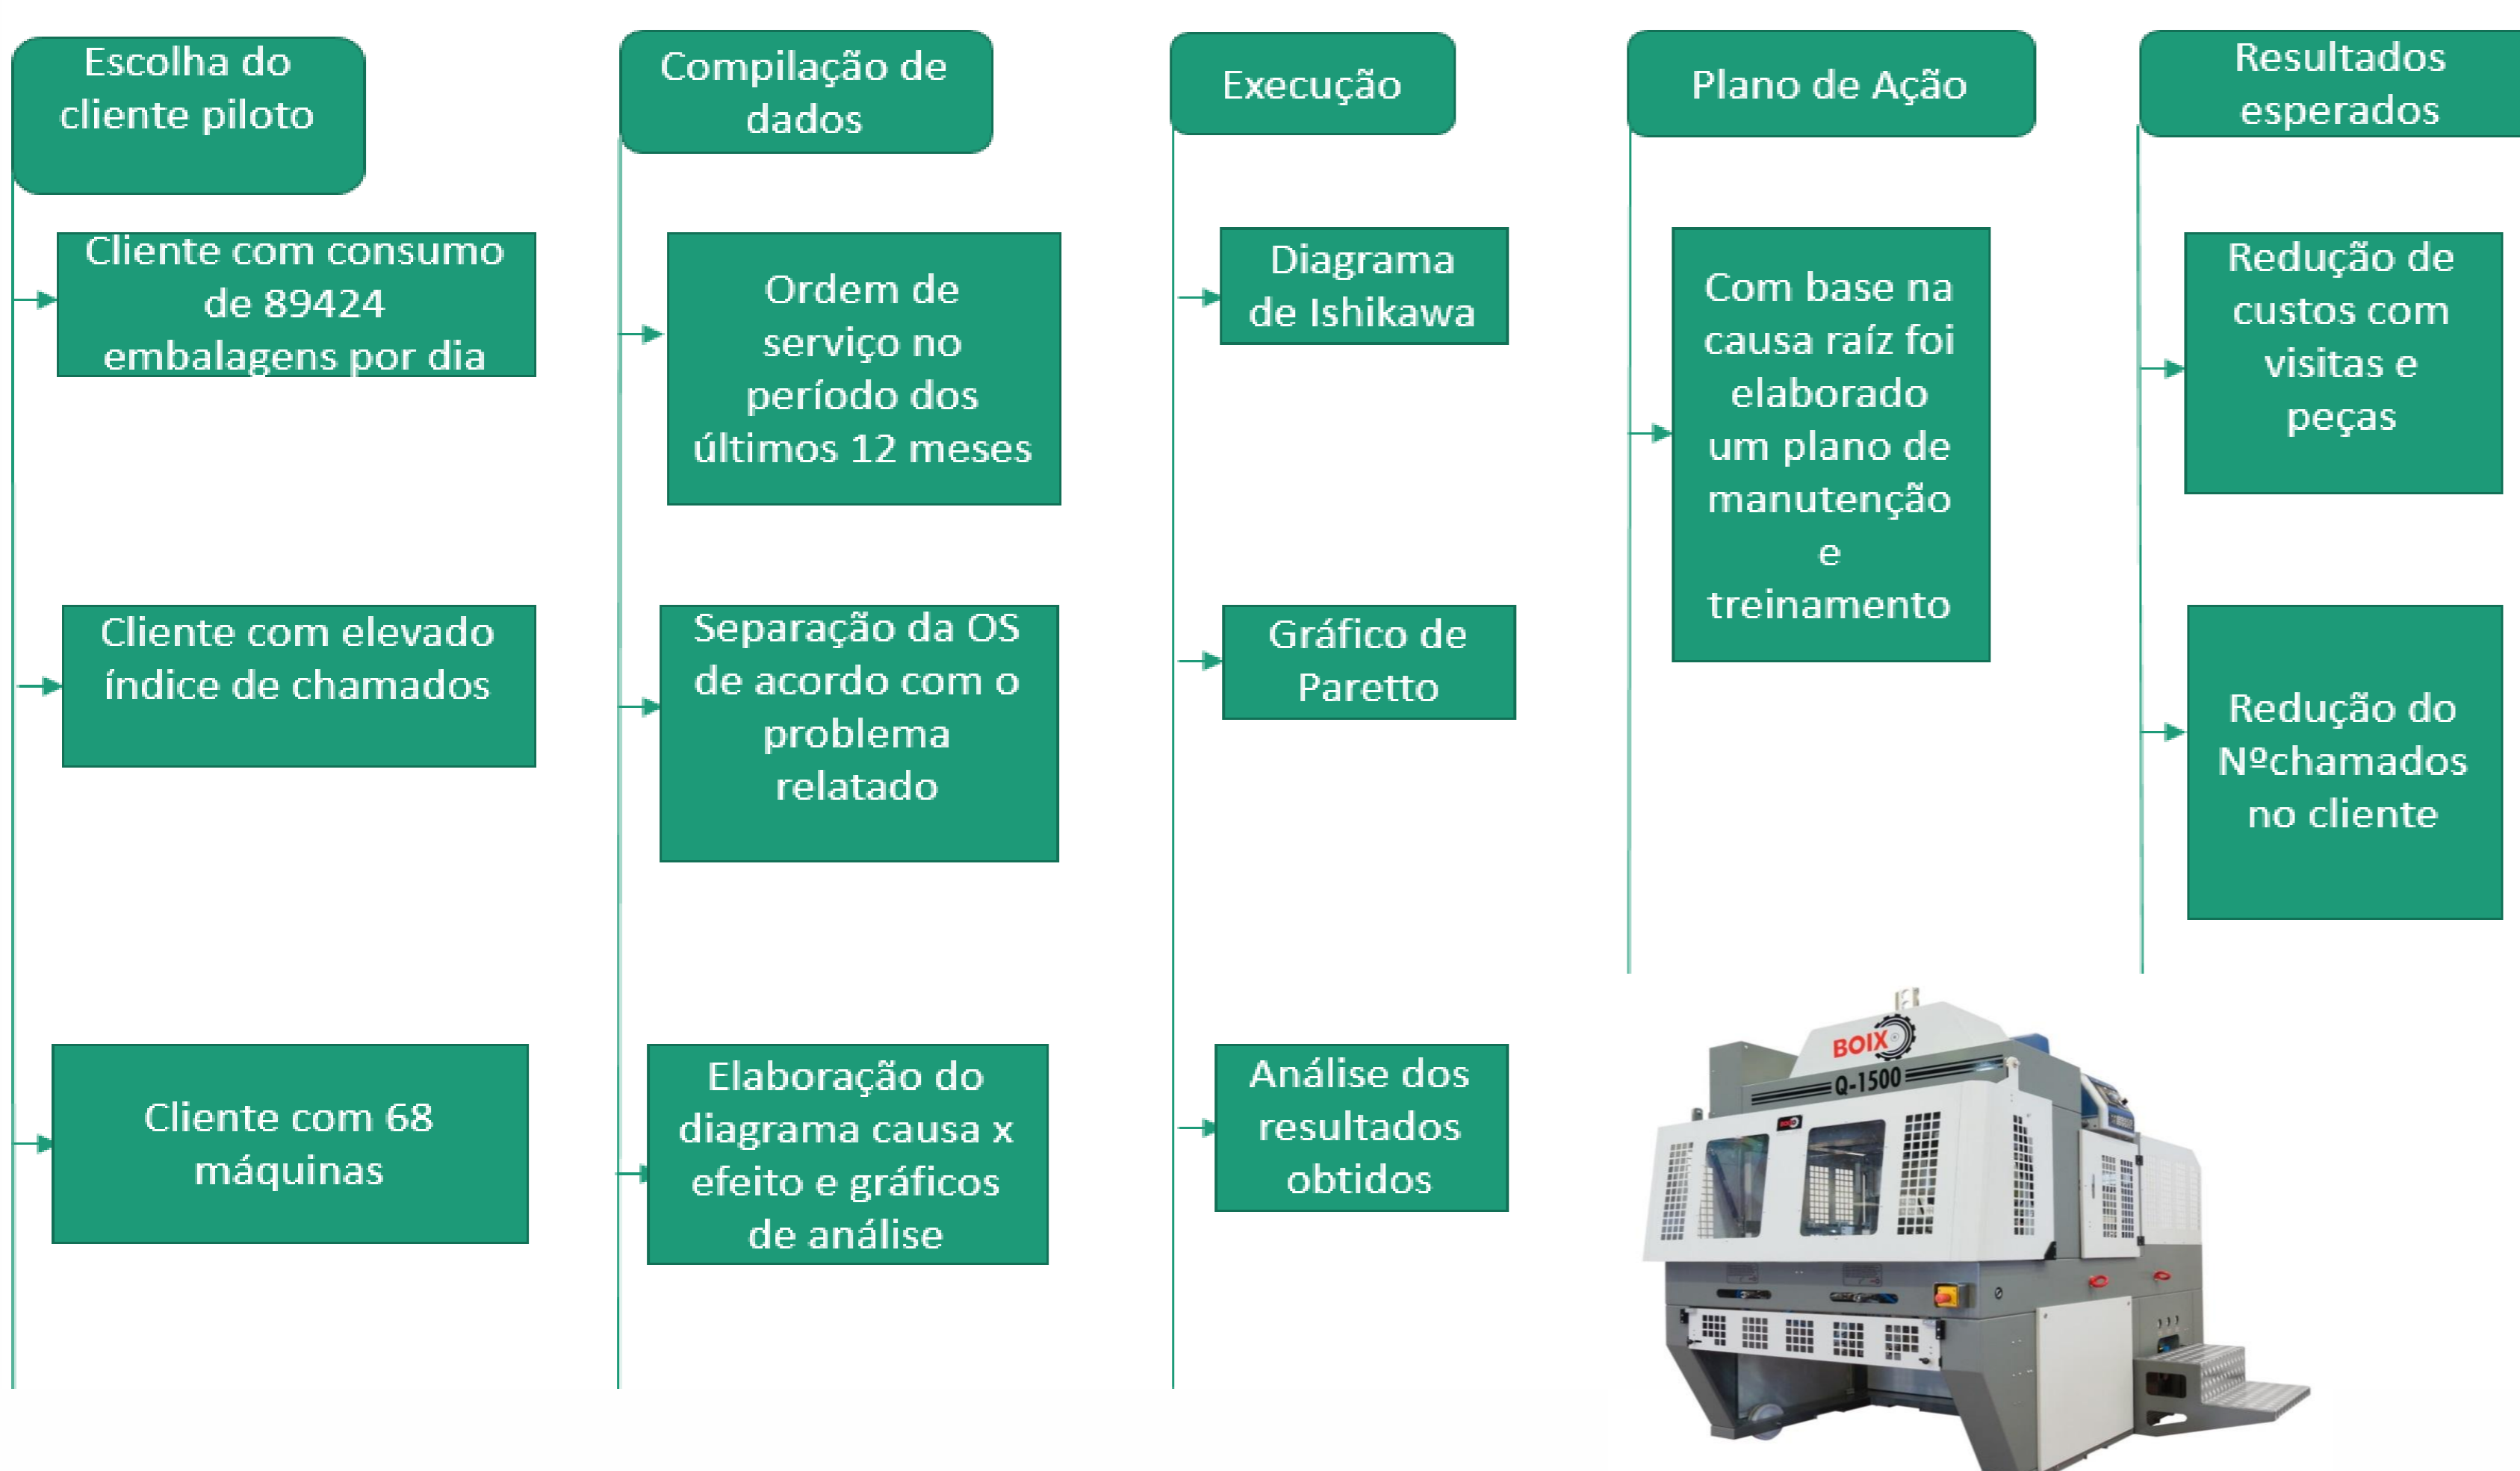 Escolha do
cliente piloto
Cliente com consumo
de 89424
embalagens por dia
Cliente com elevado
índice de chamados
Cliente com 68
máquinas
Compilação de
dados
Ordem de
serviço no
período dos
últimos 12 meses
Separação da OS
de acordo com o
problema
relatado
Elaboração do
diagrama causa x
efeito e gráficos
de análise
Execução
Diagrama
de Ishikawa
Gráfico de
Paretto
Análise dos
resultados
obtidos
Plano de Ação
Com base na
causa raíz foi
elaborado
um plano de
manutenção
e
treinamento
Resultados
esperados
Redução de
custos com
visitas e
peças
Redução do
Nºchamados
no cliente
BOIX
Q-1500